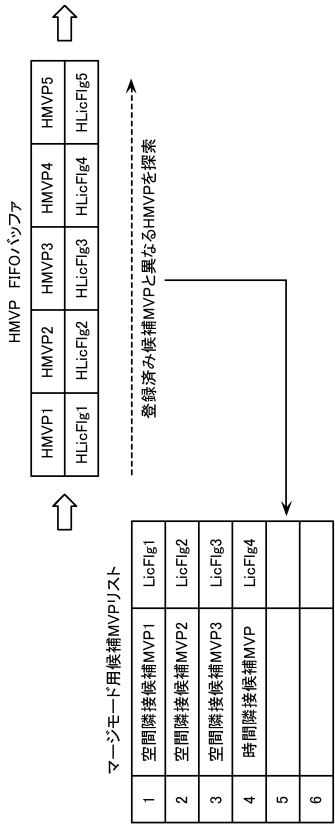 HMVP FIFOバッファ
HMVP1 HMVP2 HMVP3 HMVP4 HMVP5
HLicFlg1 HLicFlg2 HLicFlg3 HLicFlg4 HLicFlg5
登録済み候補MVPと異なるHMVPを探索
マージモード用候補MVPリスト
1 空間隣接候補MVP1 LicFlg1
2 空間隣接候補MVP2 LicFlg2
3 空間隣接候補MVP3 LicFlg3
4 時間隣接候補MVP LicFlg4
5
6